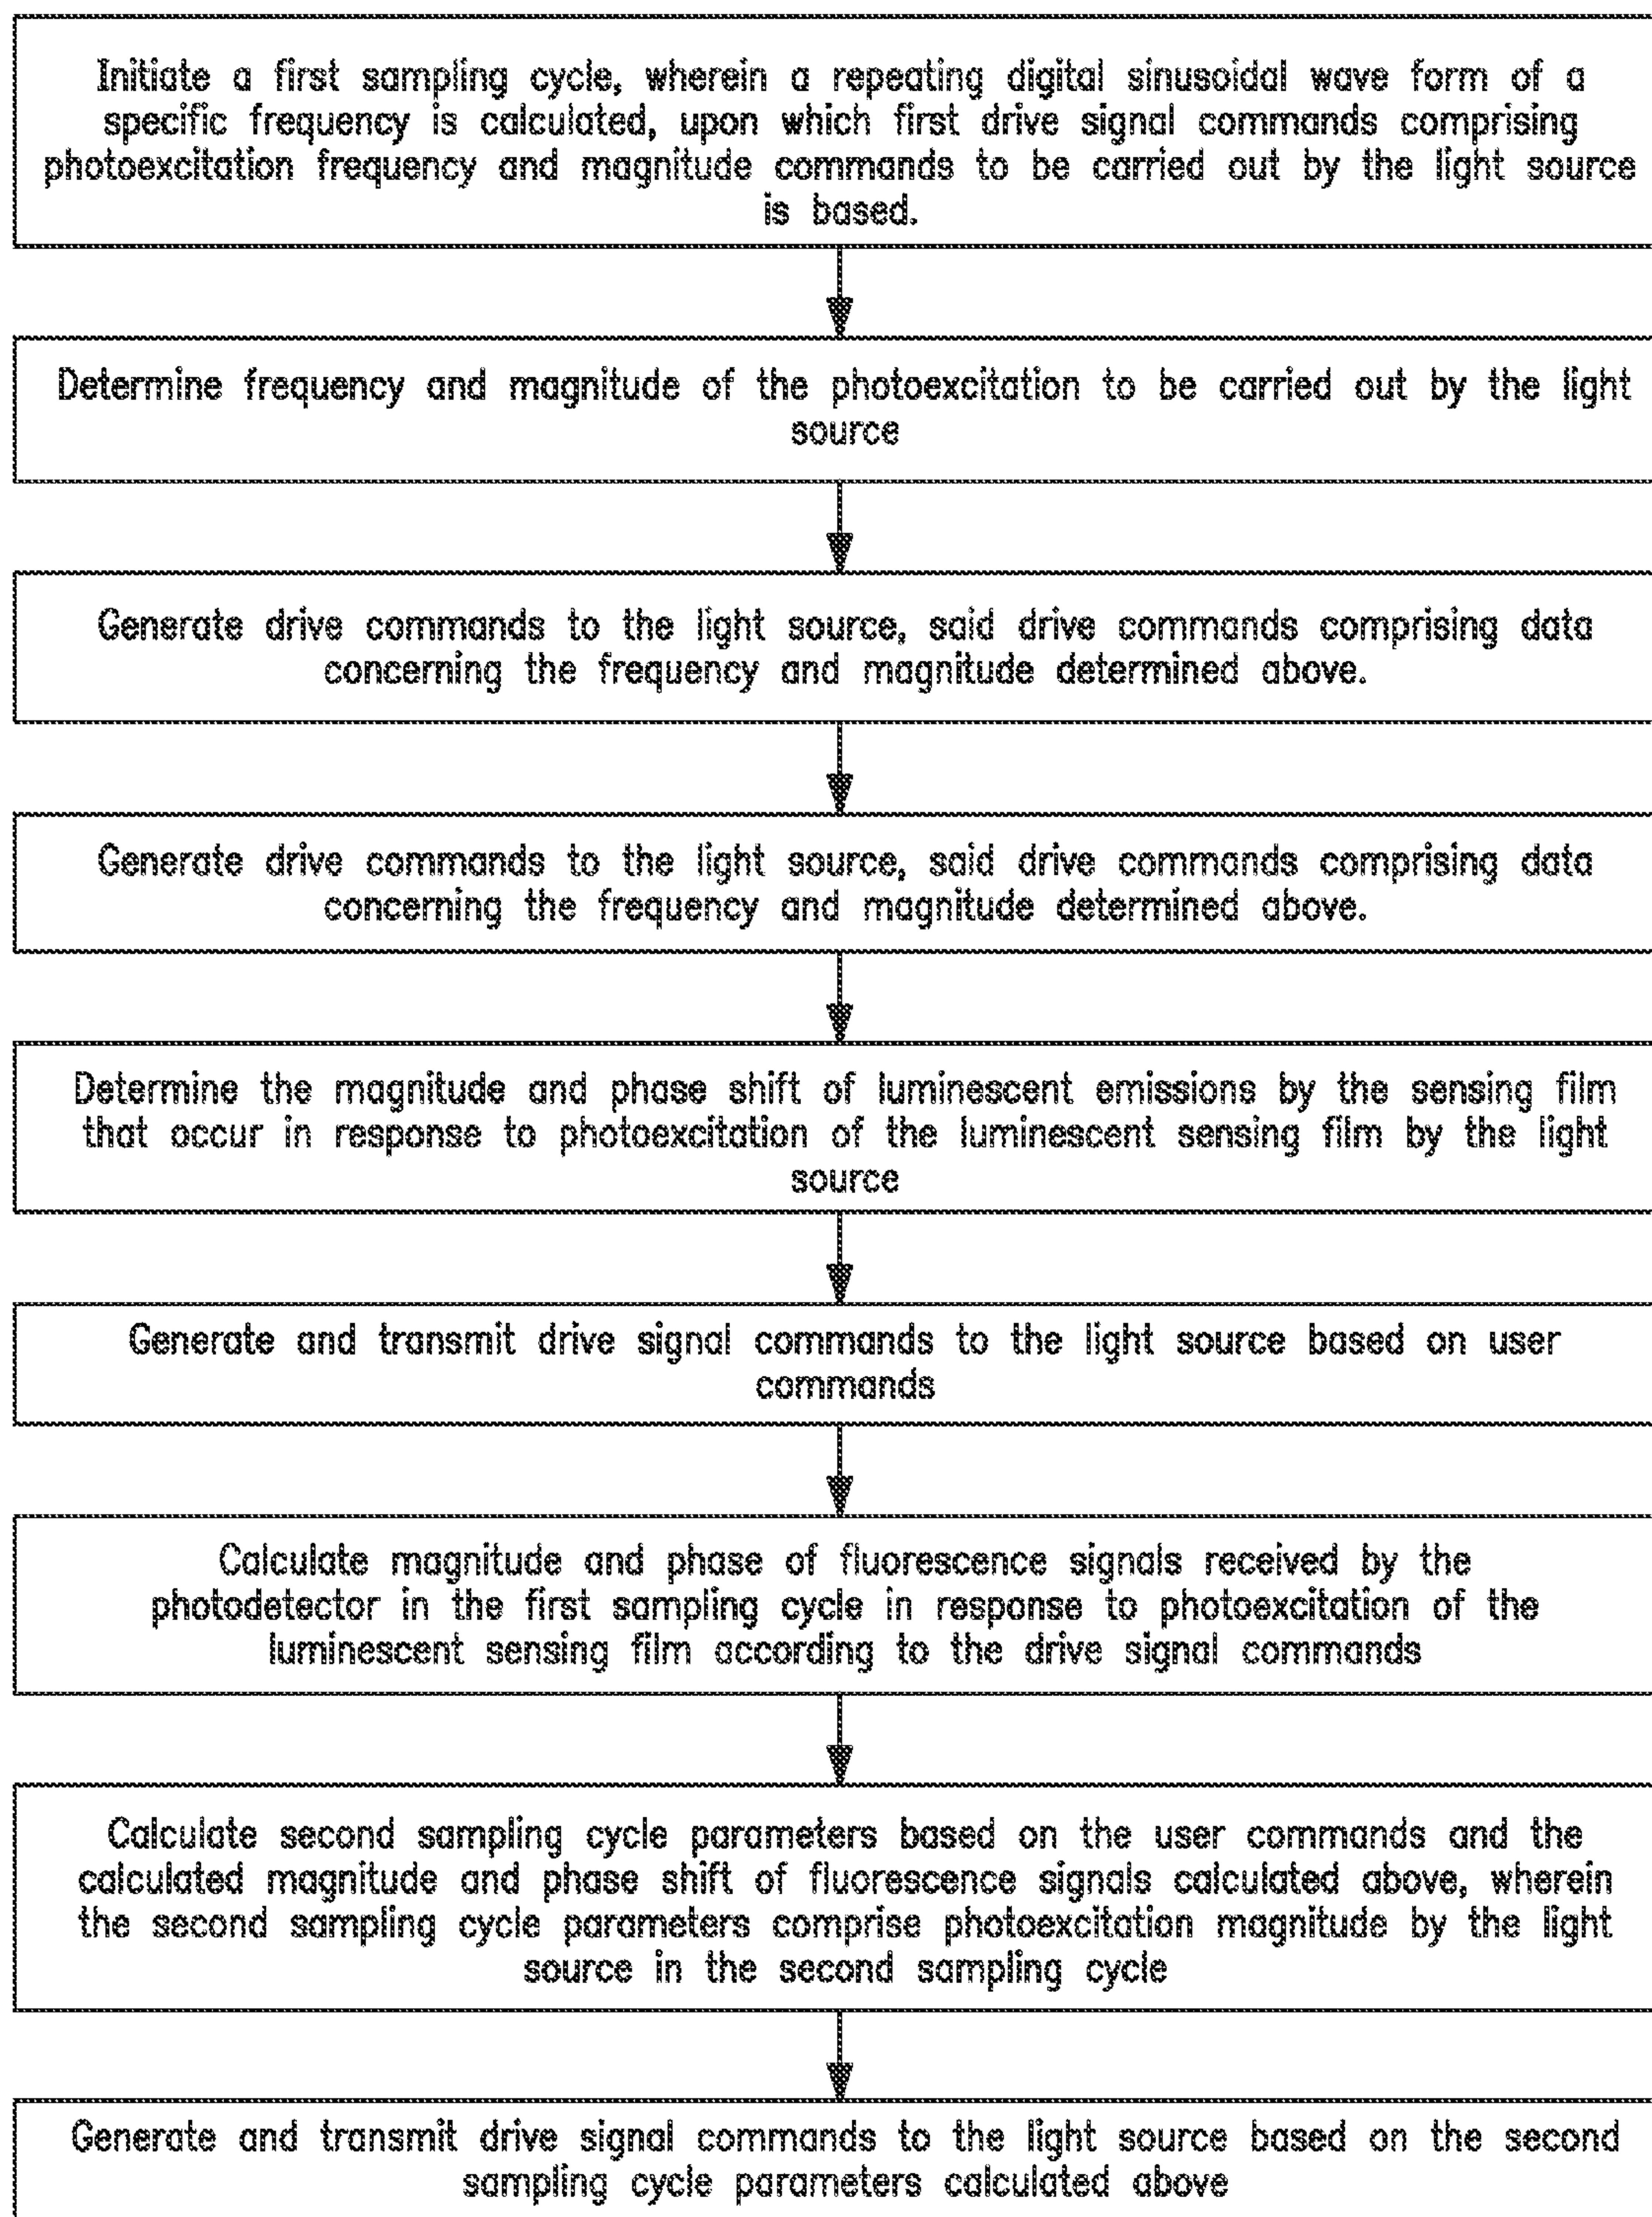 Initiate a first sampling cycle, wherein a repeating digital sinusoidal wave form of a
specific frequency is calculated, upon which first drive signal commands comprising
photoexcitation frequency and magnitude commands to be carried out by the light source
is based.
Determine frequency and magnitude of the photoexcitation to be carried out by the light
source
Generate drive commands to the light source, said drive commands comprising data
concerning the frequency and magnitude determined above.
Generate drive commands to the light source, said drive commands comprising data
concerning the frequency and magnitude determined above.
Determine the magnitude and phase shift of luminescent emissions by the sensing film
that occur in response to photoexcitation of the luminescent sensing film by the light
source
Generate and transmit drive signal commands to the light source based on user
commands
Calculate magnitude and phase of fluorescence signals received by the
photodetector in the first sampling cycle in response to photoexcitation of the
luminescent sensing film according to the drive signal commands
Calculate second sampling cycle parameters based on the user commands and the
calculated magnitude and phase shift of fluorescence signals calculated above, wherein
the second sampling cycle parameters comprise photoexcitation magnitude by the light
source in the second sampling cycle
Generate and transmit drive signal commands to the light source based on the second
sampling cycle parameters calculated above